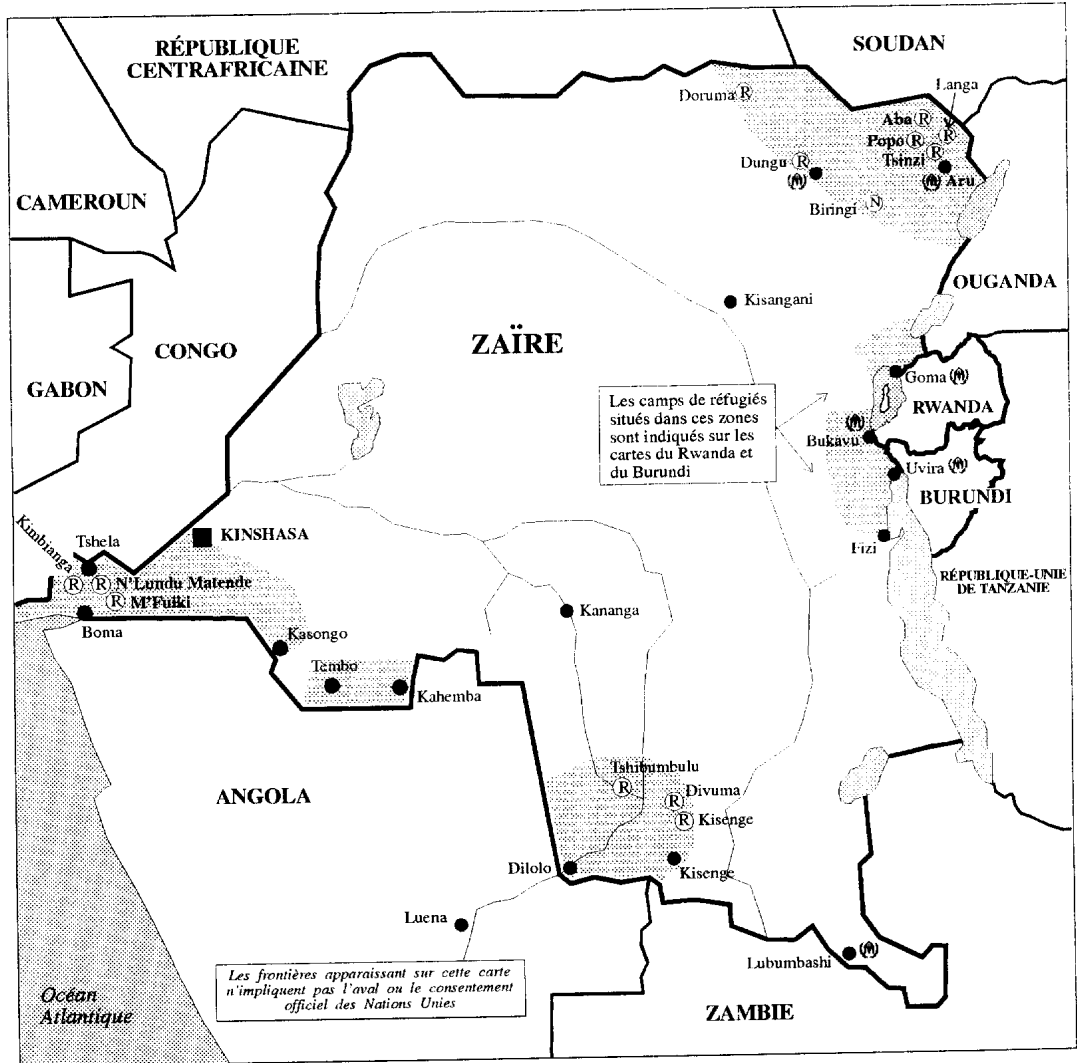 RÉPUBLIQUE
CENTRAFRICAINE
SOUDAN
Langa
Doruma R
Aba R
R
Popo R
Tsinzi R
Dungu R
Aru
Biringi N
CAMEROUN
OUGANDA
Kisangani
ZAÏRE
CONGO
GABON
Goma
RWANDA
Les camps de réfugiés
situés dans ces zones
sont indiqués sur les
cartes du Rwanda et
du Burundi
Bukavu
Uvira
BURUNDI
Fizi
KINSHASA
Kimbianga
Tshela
R R N'Lundu Matende
R M'Fuiki
Boma
RÉPUBLIQUE-UNIE
DE TANZANIE
Kananga
Kasongo
Tembo
Kahemba
ANGOLA
Tshibumbulu
R
R Divuma
R Kisenge
Dilolo
Kisenge
Luena
Lubumbashi
Les frontières apparaissant sur cette carte
n'impliquent pas l'aval ou le consentement
officiel des Nations Unies
Océan
Atlantique
ZAMBIE